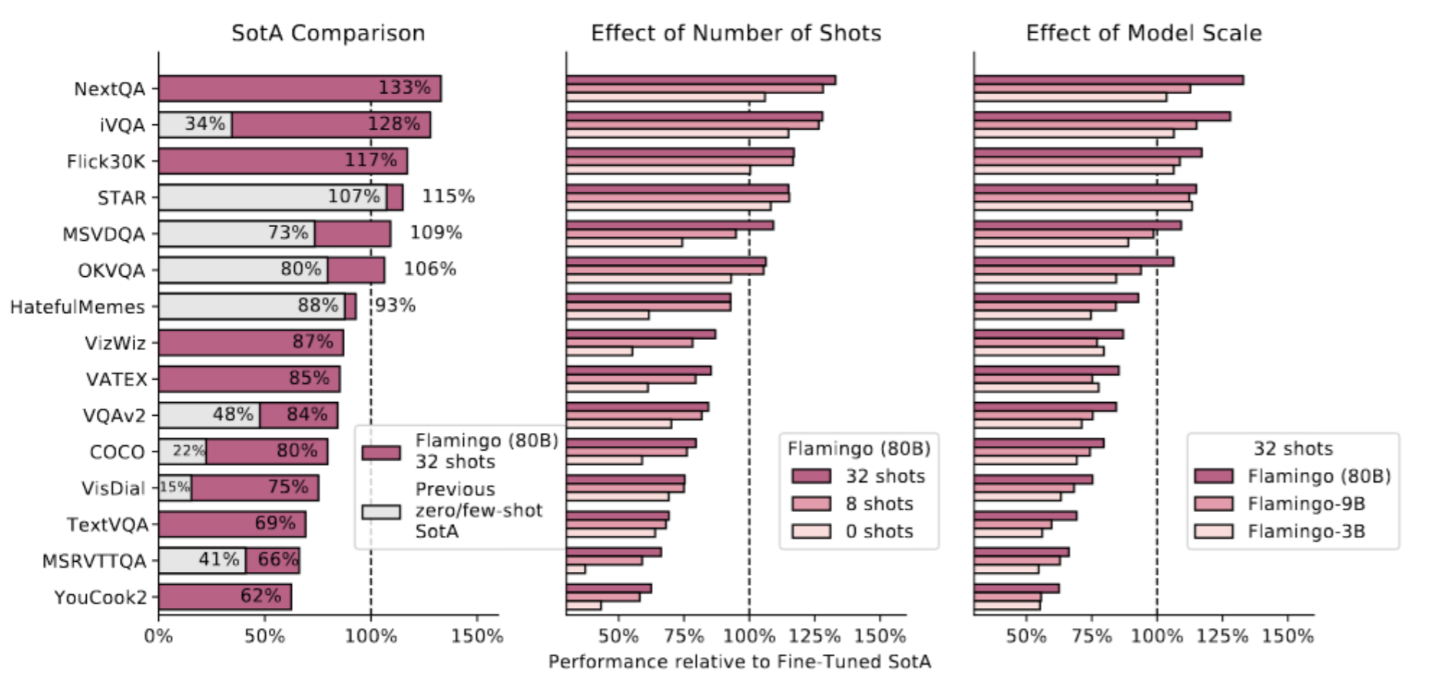 SotA Comparison
Effect of Number of Shots
Effect of Model Scale
NextQA
133%
iVQA
34%
128%
Flick30K
117%
STAR
107%
115%
MSVDQA
73%
109%
OKVQA
80%
106%
HatefulMemes
88%
93%
VizWiz
87%
VATEX
85%
VQAv2
48%
84%
COCO
22%
80%
VisDial
15%
75%
TextVQA
69%
MSRVTTQA
41%
66%
YouCook2
62%
Flamingo (80B)
32 shots
Previous
zero/few-shot
SotA
Flamingo (80B)
32 shots
8 shots
0 shots
32 shots
Flamingo (80B)
Flamingo-9B
Flamingo-3B
0% 50% 100% 150%
50% 75% 100% 125% 150%
50% 75% 100% 125% 150%
Performance relative to Fine-Tuned SotA